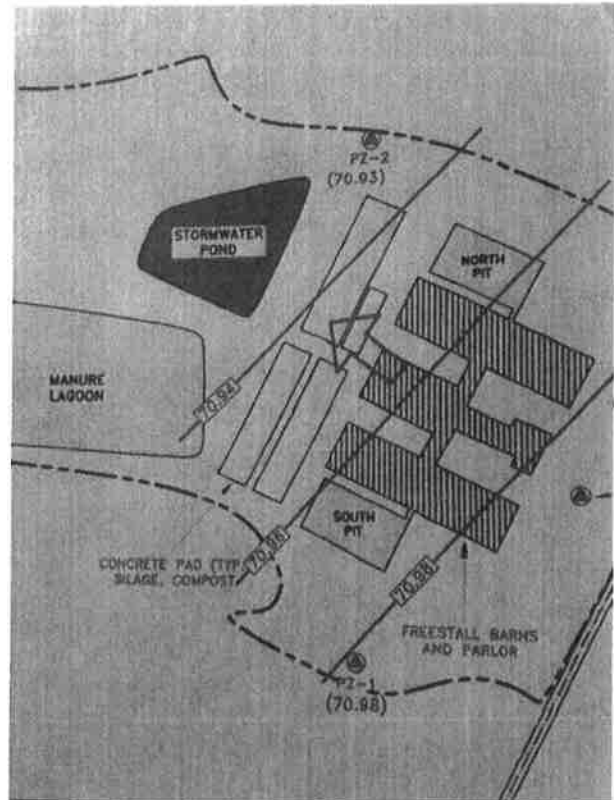 PZ-2
(70.93)
STORMWATER
POND
NORTH
PIT
MANURE
LAGOON
70.94
SOUTH
PIT
CONCRETE PAD (TYP
SILAGE, COMPOST
70.96
70.98
FREESTALL BARNS
AND PARLOR
PZ-1
(70.98)